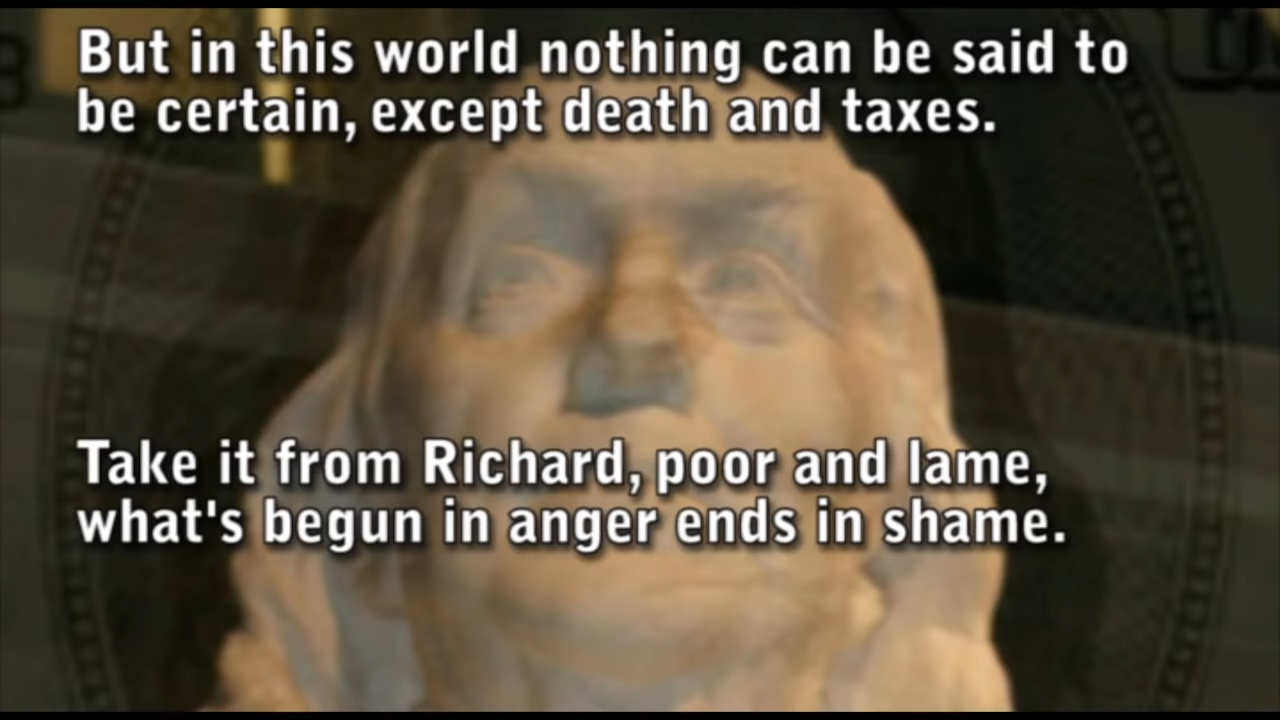 But in this world nothing can be said to
be certain, except death and taxes.
Take it from Richard, poor and lame,
what's begun in anger ends in shame.